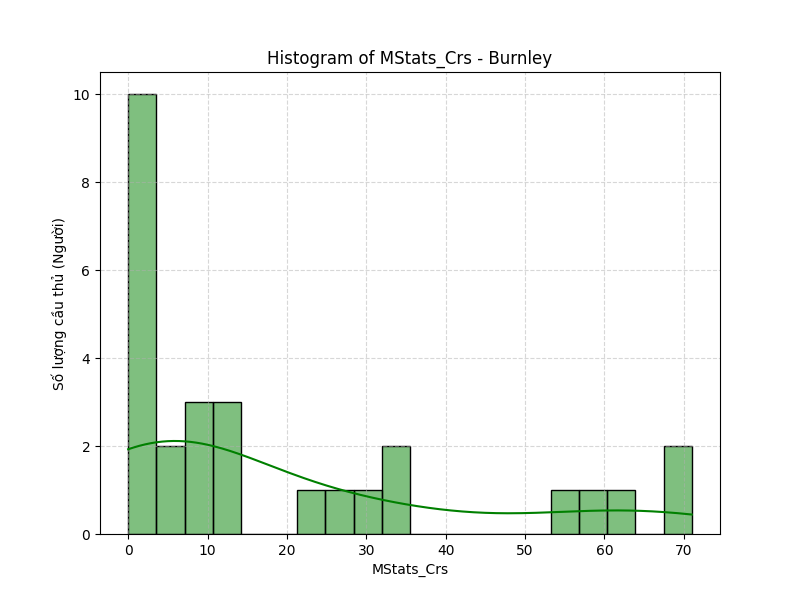 Histogram of MStats_Crs - Burnley
Số lượng cầu thủ (Người)
10
8
6
4
2
0
0 10 20 30 40 50 60 70
MStats_Crs